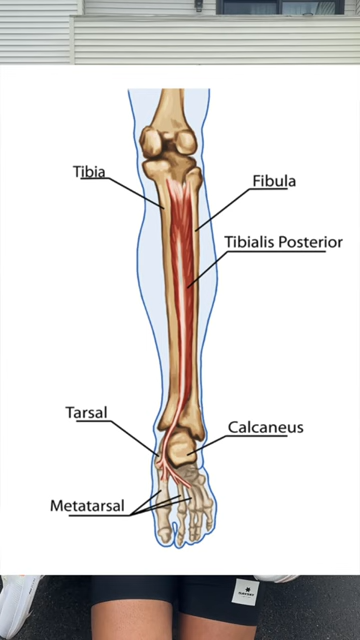 Tibia
Fibula
Tibialis Posterior
Tarsal
Calcaneus
Metatarsal